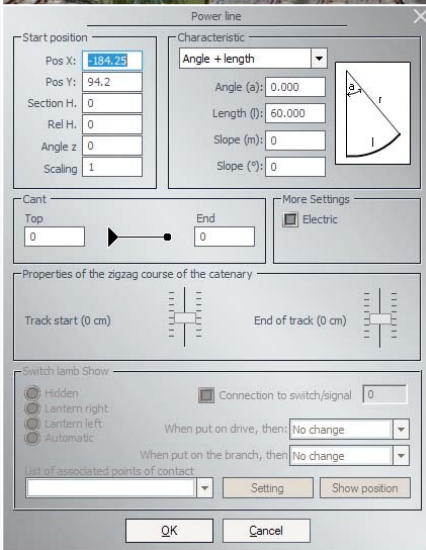 Power line
Start position
Pos X: -184.25
Pos Y: 94.2
Section H. 0
Rel H. 0
Angle z 0
Scaling 1
Characteristic
Angle + length
Angle (a): 0.000
Length (l): 60.000
Slope (m): 0
Slope (°): 0
a
r
l
Cant
Top
End
0
0
More Settings
Electric
Properties of the zigzag course of the catenary
Track start (0 cm)
End of track (0 cm)
Switch lamb Show
Hidden
Lantern right
Lantern left
Automatic
Connection to switch/signal 0
When put on drive, then: No change
When put on the branch, then No change
List of associated points of contact
Setting
Show position
OK
Cancel